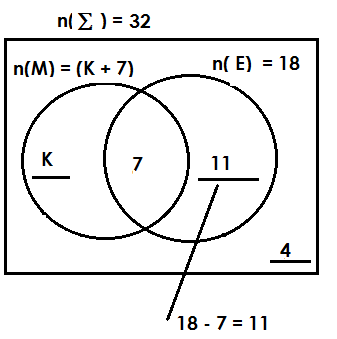 n(∑ ) = 32
n(M) = (K + 7)
n( E) = 18
K
7
11
4
18 - 7 = 11